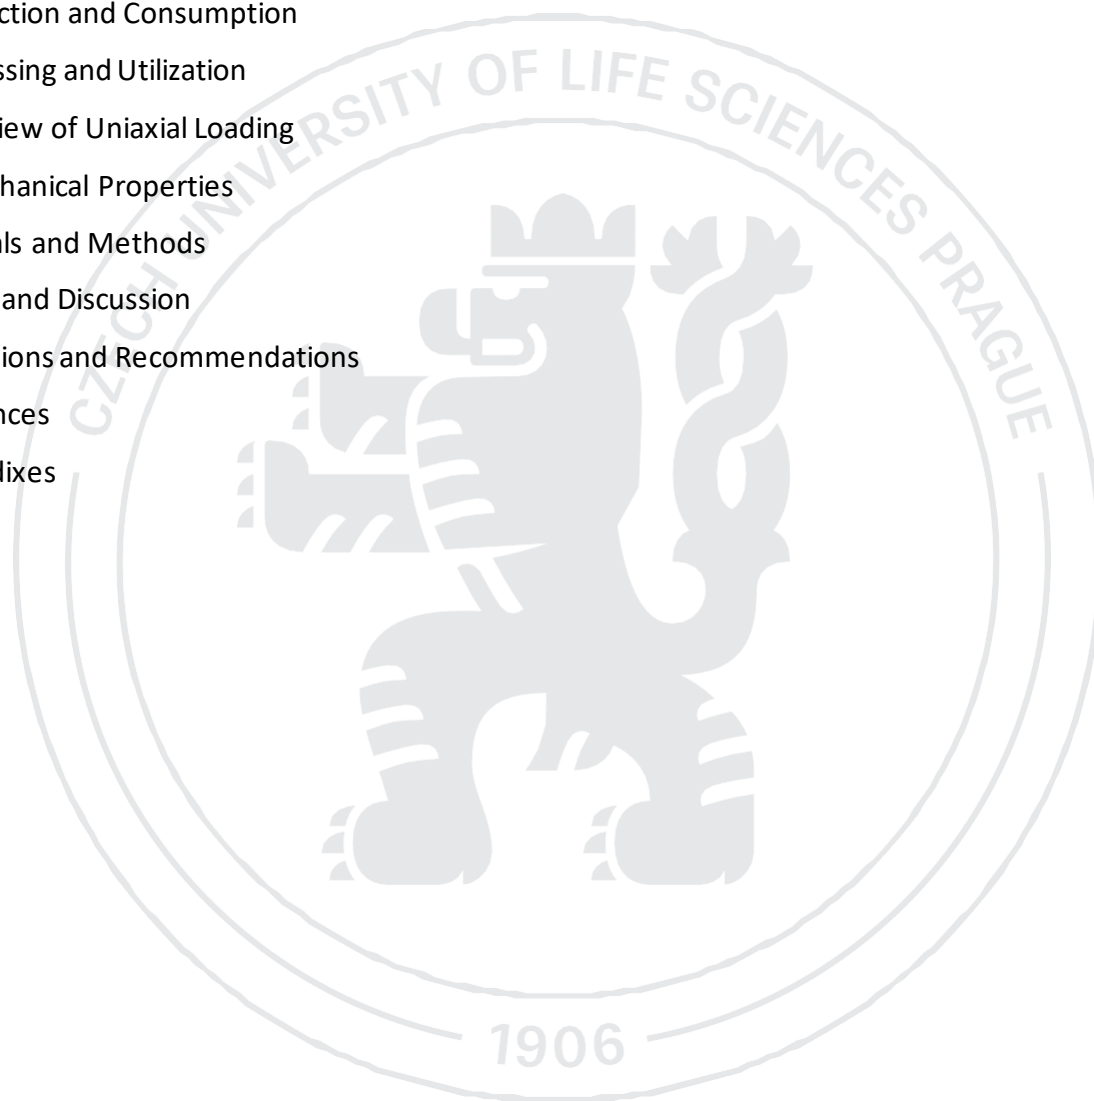 ction and Consumption
ssing and Utilization
iew of Uniaxial Loading
hanical Properties
ls and Methods
and Discussion
ions and Recommendations
nces
dixes
CZECH UNIVERSITY OF LIFE SCIENCES PRAGUE
1906